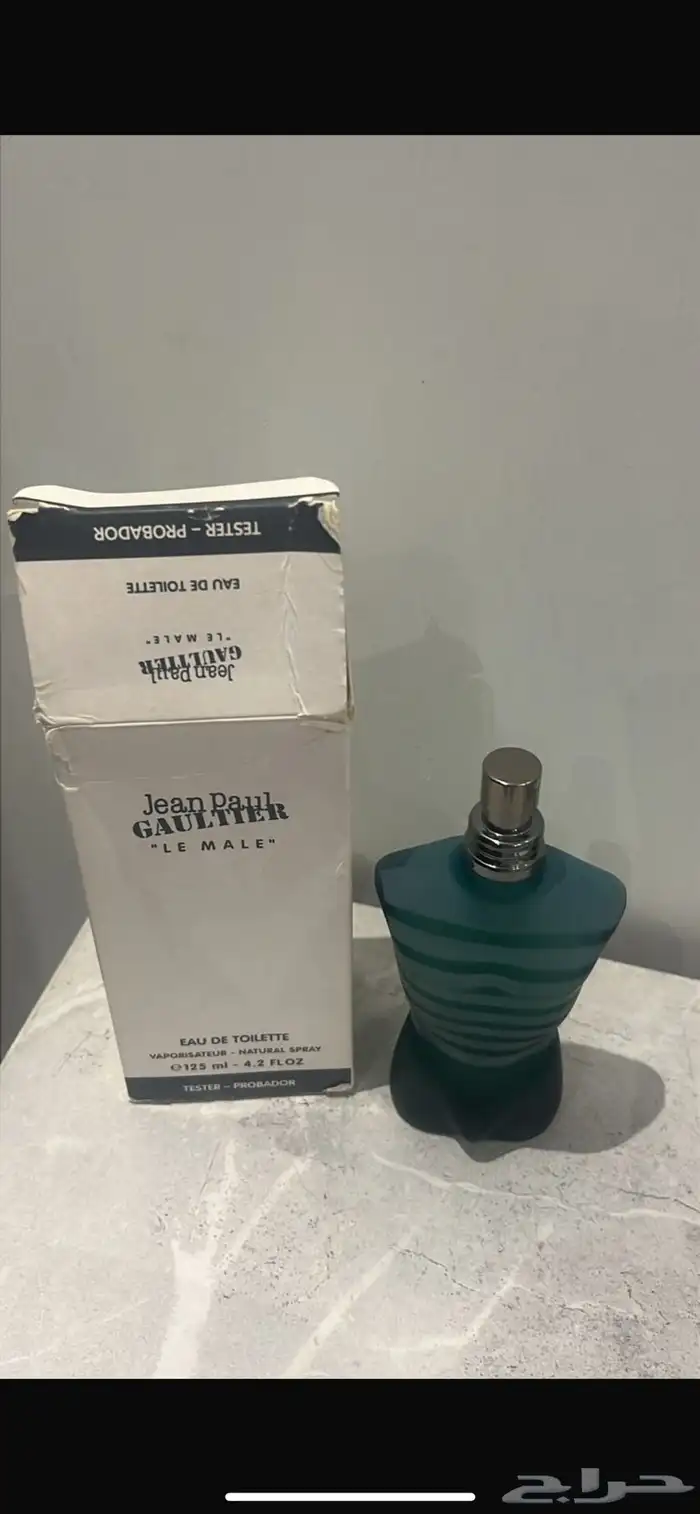 TESTER - PROBADOR
EAU DE TOILETTE
"LE MALE"
Jean Paul
GAULTIER
Jean Paul
GAULTIER
"LE MALE"
EAU DE TOILETTE
VAPORISATEUR - NATURAL SPRAY
℮125 ml - 4.2 FL.OZ
TESTER - PROBADOR
حراج